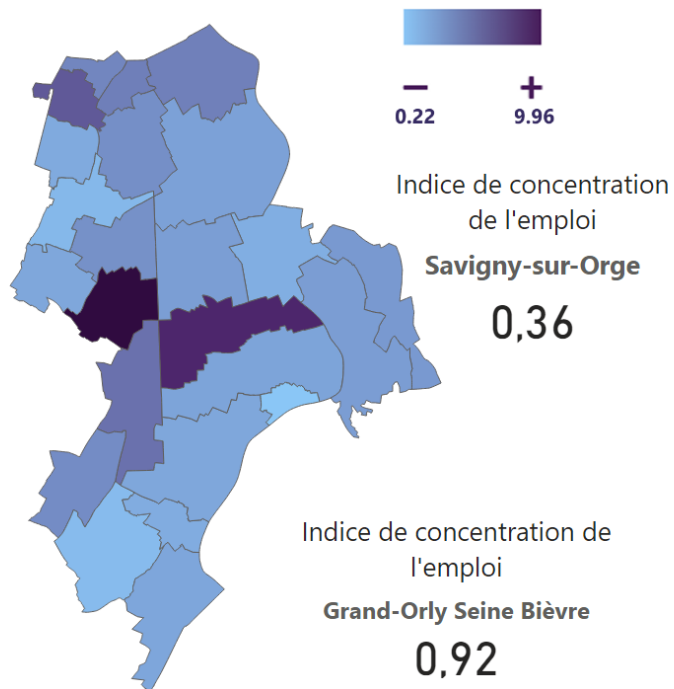 − +
0.22 9.96
Indice de concentration
de l'emploi
Savigny-sur-Orge
0,36
Indice de concentration de
l'emploi
Grand-Orly Seine Bièvre
0,92